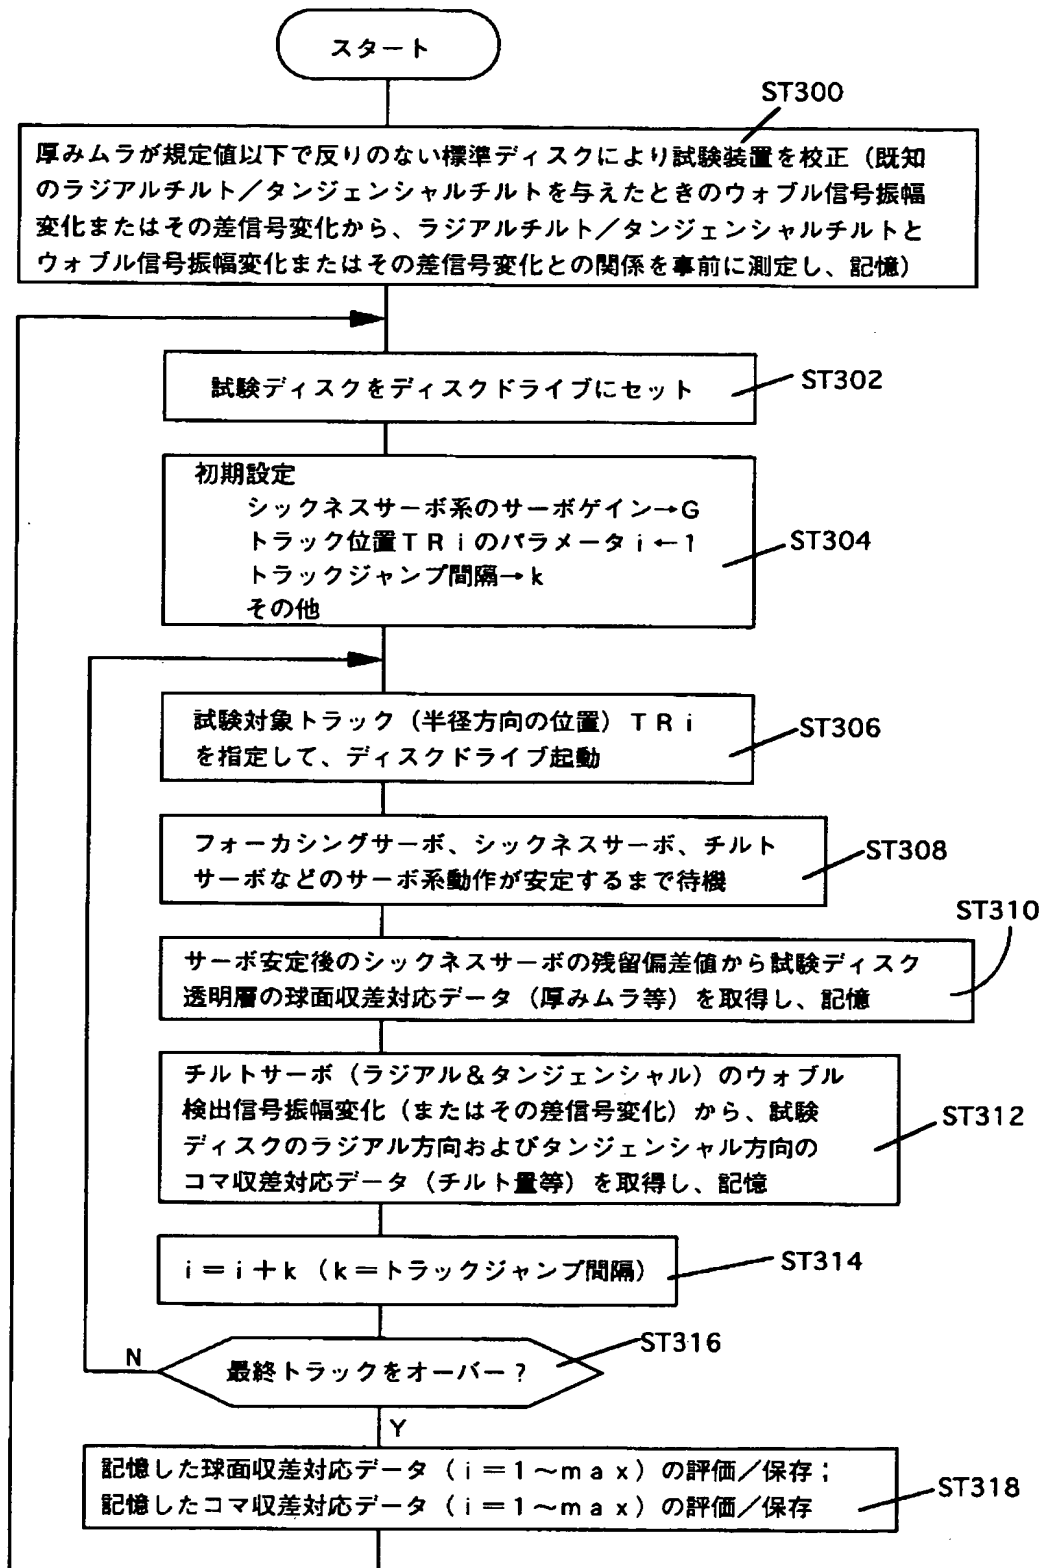 スタート
ST300
厚みムラが規定値以下で反りのない標準ディスクにより試験装置を校正（既知
のラジアルチルト／タンジェンシャルチルトを与えたときのウォブル信号振幅
変化またはその差信号変化から、ラジアルチルト／タンジェンシャルチルトと
ウォブル信号振幅変化またはその差信号変化との関係を事前に測定し、記憶）
試験ディスクをディスクドライブにセット
ST302
初期設定
シックネスサーボ系のサーボゲイン→G
トラック位置ＴＲｉのパラメータｉ←1
トラックジャンプ間隔→k
その他
ST304
試験対象トラック（半径方向の位置）ＴＲｉ
を指定して、ディスクドライブ起動
ST306
フォーカシングサーボ、シックネスサーボ、チルト
サーボなどのサーボ系動作が安定するまで待機
ST308
ST310
サーボ安定後のシックネスサーボの残留偏差値から試験ディスク
透明層の球面収差対応データ（厚みムラ等）を取得し、記憶
チルトサーボ（ラジアル＆タンジェンシャル）のウォブル
検出信号振幅変化（またはその差信号変化）から、試験
ディスクのラジアル方向およびタンジェンシャル方向の
コマ収差対応データ（チルト量等）を取得し、記憶
ST312
ｉ＝ｉ＋ｋ（ｋ＝トラックジャンプ間隔）
ST314
ST316
N
最終トラックをオーバー？
Y
記憶した球面収差対応データ（ｉ＝１～ｍａｘ）の評価／保存；
記憶したコマ収差対応データ（ｉ＝１～ｍａｘ）の評価／保存
ST318